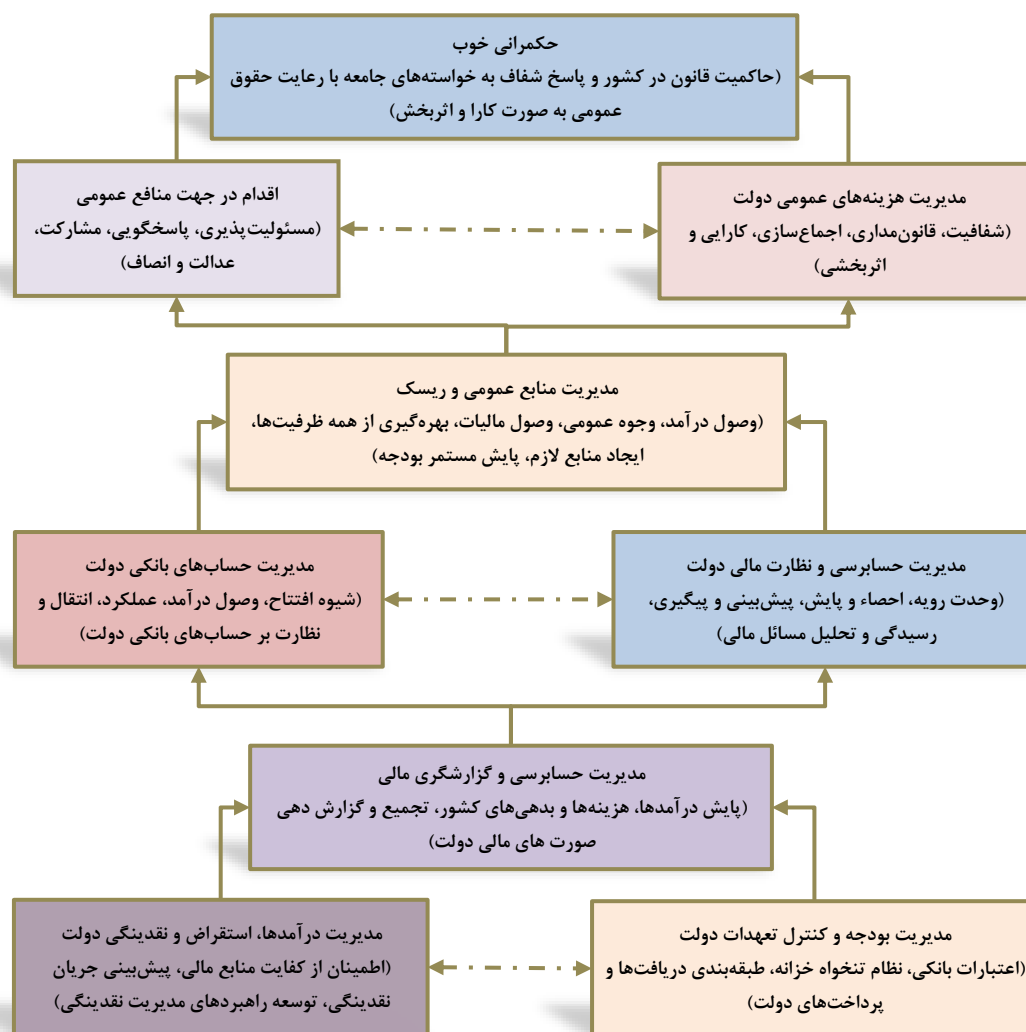 حکمرانی خوب
(حاکمیت قانون در کشور و پاسخ شفاف به خواسته‌های جامعه با رعایت حقوق
عمومی به صورت کارا و اثربخش)
مدیریت هزینه‌های عمومی دولت
(شفافیت، قانون‌مداری، اجماع‌سازی، کارایی و
اثربخشی)
اقدام در جهت منافع عمومی
(مسئولیت‌پذیری، پاسخگویی، مشارکت،
عدالت و انصاف)
مدیریت منابع عمومی و ریسک
(وصول درآمد، وجوه عمومی، وصول مالیات، بهره‌گیری از همه ظرفیت‌ها،
ایجاد منابع لازم، پایش مستمر بودجه)
مدیریت حسابرسی و نظارت مالی دولت
(وحدت رویه، احصاء و پایش، پیش‌بینی و پیگیری،
رسیدگی و تحلیل مسائل مالی)
مدیریت حساب‌های بانکی دولت
(شیوه افتتاح، وصول درآمد، عملکرد، انتقال و
نظارت بر حساب‌های بانکی دولت)
مدیریت حسابرسی و گزارشگری مالی
(پایش درآمدها، هزینه‌ها و بدهی‌های کشور، تجمیع و گزارش دهی
صورت های مالی دولت)
مدیریت بودجه و کنترل تعهدات دولت
(اعتبارات بانکی، نظام تنخواه خزانه، طبقه‌بندی دریافت‌ها و
پرداخت‌های دولت)
مدیریت درآمدها، استقراض و نقدینگی دولت
(اطمینان از کفایت منابع مالی، پیش‌بینی جریان
نقدینگی، توسعه راهبردهای مدیریت نقدینگی)